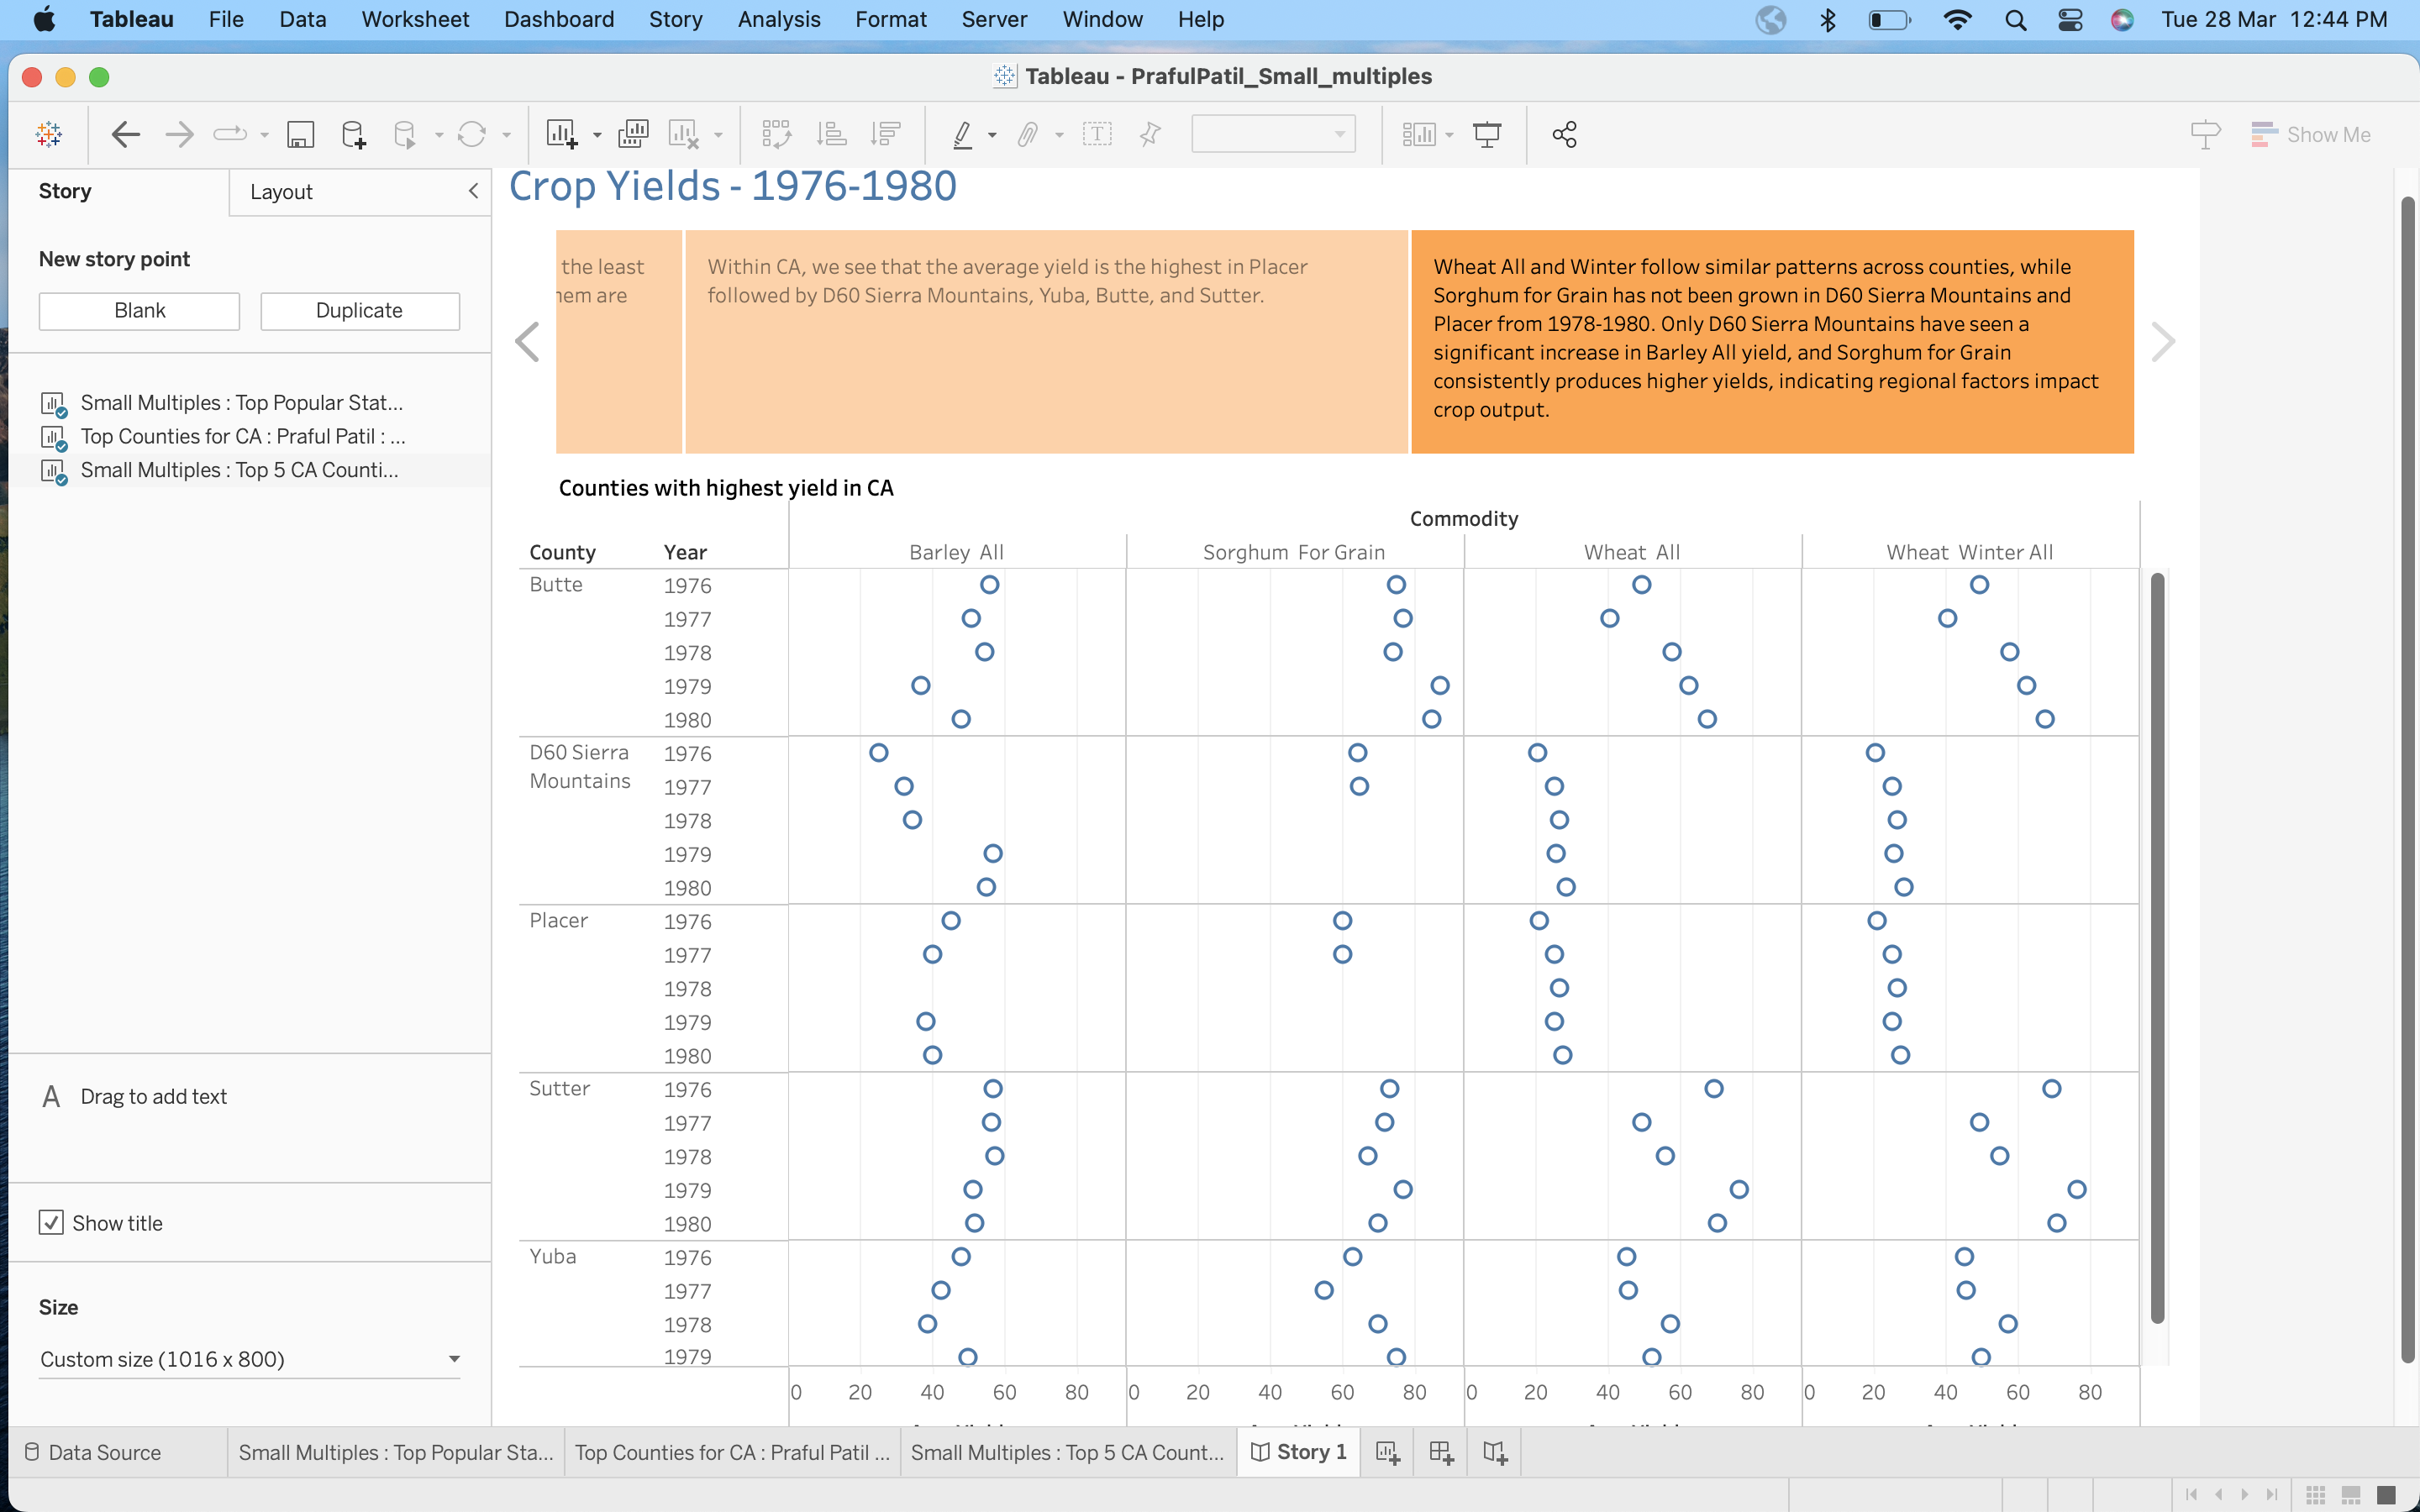 Tableau File Data Worksheet Dashboard Story Analysis Format Server Window Help Tue 28 Mar 12:44 PM
Tableau - PrafulPatil_Small_multiples
Show Me
Story Layout
New story point
Blank Duplicate
Small Multiples : Top Popular Stat...
Top Counties for CA : Praful Patil : ...
Small Multiples : Top 5 CA Counti...
A Drag to add text
Show title
Size
Custom size (1016 x 800)
Crop Yields - 1976-1980
the least
are
Within CA, we see that the average yield is the highest in Placer
followed by D60 Sierra Mountains, Yuba, Butte, and Sutter.
Wheat All and Winter follow similar patterns across counties, while
Sorghum for Grain has not been grown in D60 Sierra Mountains and
Placer from 1978-1980. Only D60 Sierra Mountains have seen a
significant increase in Barley All yield, and Sorghum for Grain
consistently produces higher yields, indicating regional factors impact
crop output.
Counties with highest yield in CA
Commodity
County Year Barley All Sorghum For Grain Wheat All Wheat Winter All
Butte 1976
1977
1978
1979
1980
D60 Sierra 1976
Mountains 1977
1978
1979
1980
Placer 1976
1977
1978
1979
1980
Sutter 1976
1977
1978
1979
1980
Yuba 1976
1977
1978
1979
0 20 40 60 80 0 20 40 60 80 0 20 40 60 80 0 20 40 60 80
Data Source Small Multiples : Top Popular Sta... Top Counties for CA : Praful Patil ... Small Multiples : Top 5 CA Count... Story 1